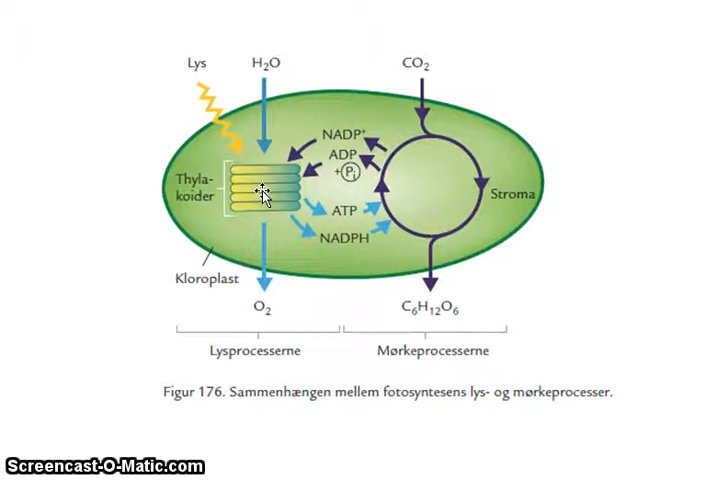 Lys
H₂O
CO₂
NADP⁺
ADP
+Pᵢ
Thyla-
koider
Stroma
ATP
NADPH
Kloroplast
O₂
C₆H₁₂O₆
Lysprocesserne
Mørkeprocesserne
Figur 176. Sammenhængen mellem fotosyntesens lys- og mørkeprocesser.
Screencast-O-Matic.com